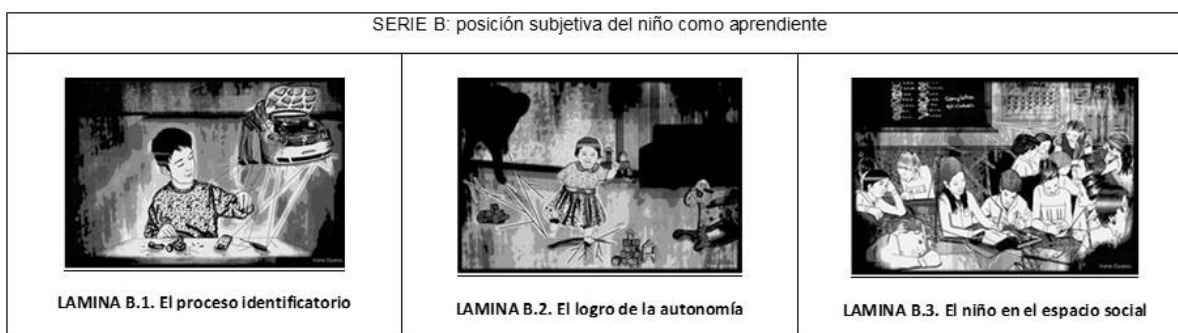 SERIE B: posición subjetiva del niño como aprendiente
LAMINA B.1. El proceso identificatorio
LAMINA B.2. El logro de la autonomía
LAMINA B.3. El niño en el espacio social